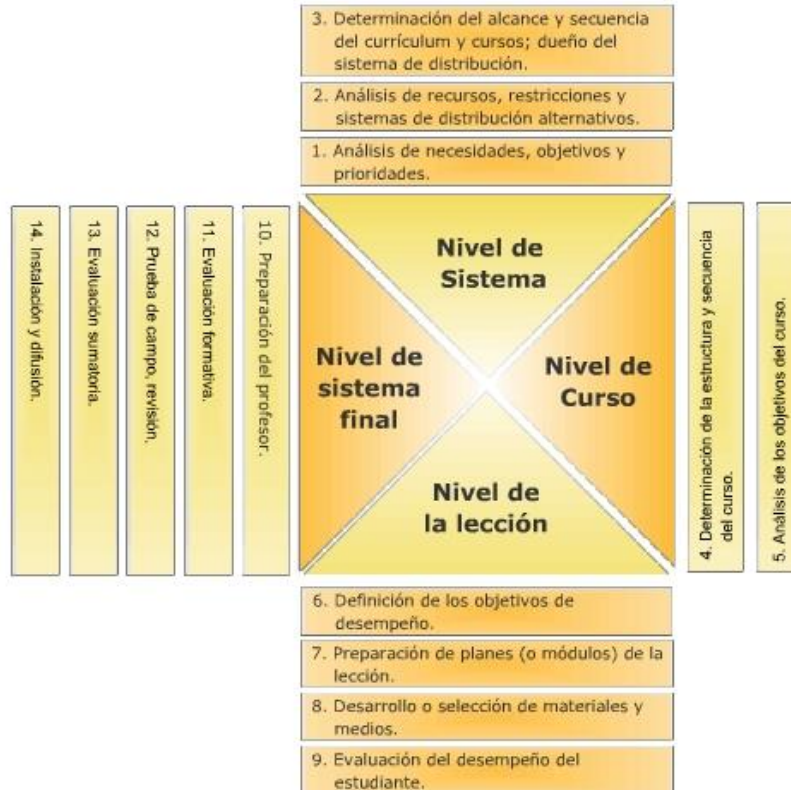 3. Determinación del alcance y secuencia
del currículum y cursos; dueño del
sistema de distribución.
2. Análisis de recursos, restricciones y
sistemas de distribución alternativos.
1. Análisis de necesidades, objetivos y
prioridades.
14. Instalación y difusión.
13. Evaluación sumatoria.
12. Prueba de campo, revisión.
11. Evaluación formativa.
10. Preparación del profesor.
Nivel de
Sistema
Nivel de
sistema
final
Nivel de
Curso
Nivel de
la lección
4. Determinación de la estructura y secuencia
del curso.
5. Análisis de los objetivos del curso.
6. Definición de los objetivos de
desempeño.
7. Preparación de planes (o módulos) de la
lección.
8. Desarrollo o selección de materiales y
medios.
9. Evaluación del desempeño del
estudiante.